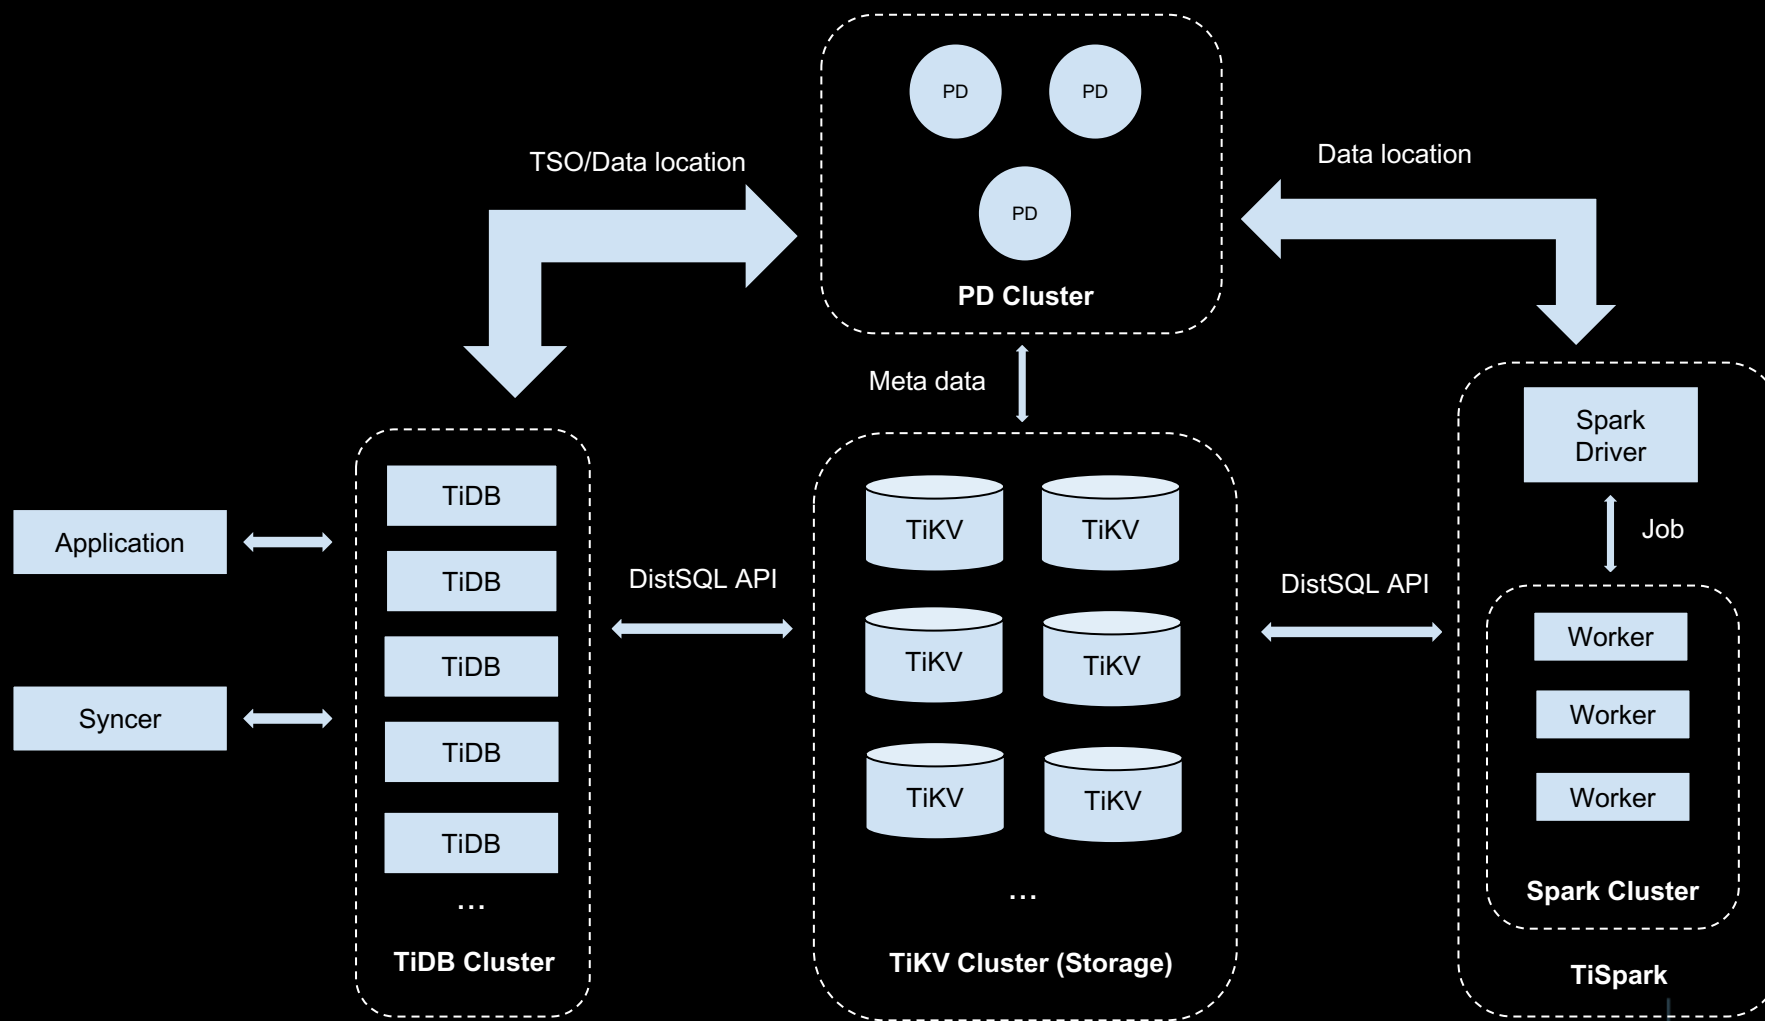 PD
PD
TSO/Data location
Data location
PD
PD Cluster
Meta data
Spark
Driver
TiDB
TiKV
TiKV
Application
Job
TiDB
DistSQL API
DistSQL API
TiDB
TiKV
TiKV
Worker
Syncer
Worker
TiDB
TiKV
TiKV
Worker
TiDB
...
...
Spark Cluster
TiDB Cluster
TiKV Cluster (Storage)
TiSpark